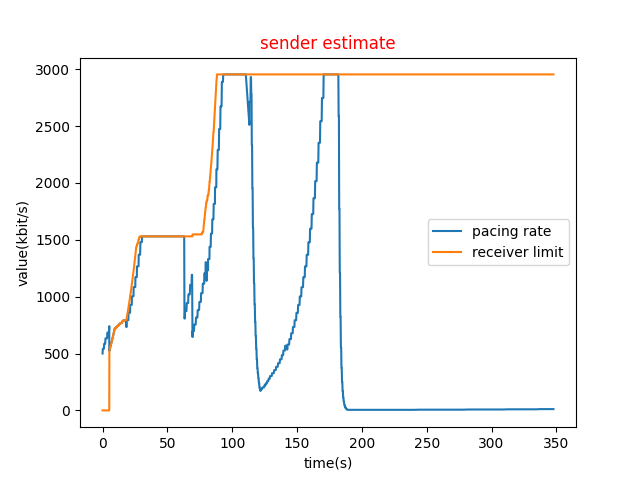 sender estimate
value(kbit/s)
3000
2500
2000
1500
1000
500
0
pacing rate
receiver limit
0 50 100 150 200 250 300 350
time(s)